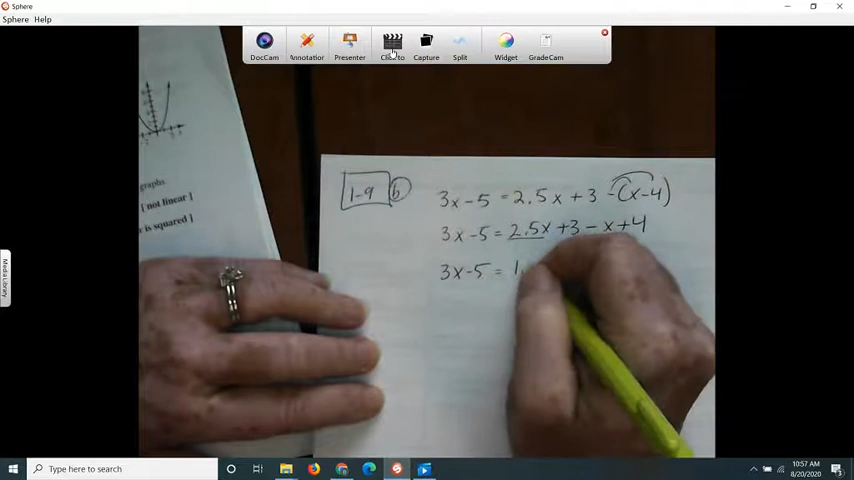 Sphere
Sphere Help
DocCam Annotation Presenter Capture Split Widget GradeCam
graphs.
[ not linear ]
x is squared ]
1-9 b
3x-5 = 2.5x + 3 -(x-4)
3x-5 = 2.5x +3 - x +4
3x-5 = 1.
Media Library
Type here to search
10:57 AM
8/20/2020
3